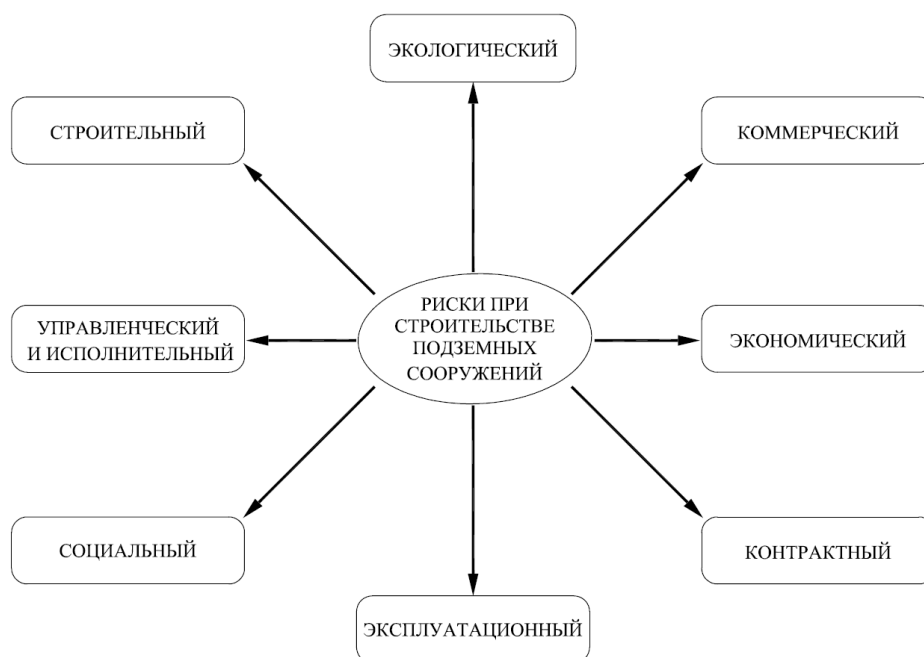 ЭКОЛОГИЧЕСКИЙ
СТРОИТЕЛЬНЫЙ
КОММЕРЧЕСКИЙ
РИСКИ ПРИ
СТРОИТЕЛЬСТВЕ
ПОДЗЕМНЫХ
СООРУЖЕНИЙ
УПРАВЛЕНЧЕСКИЙ
И ИСПОЛНИТЕЛЬНЫЙ
ЭКОНОМИЧЕСКИЙ
СОЦИАЛЬНЫЙ
КОНТРАКТНЫЙ
ЭКСПЛУАТАЦИОННЫЙ